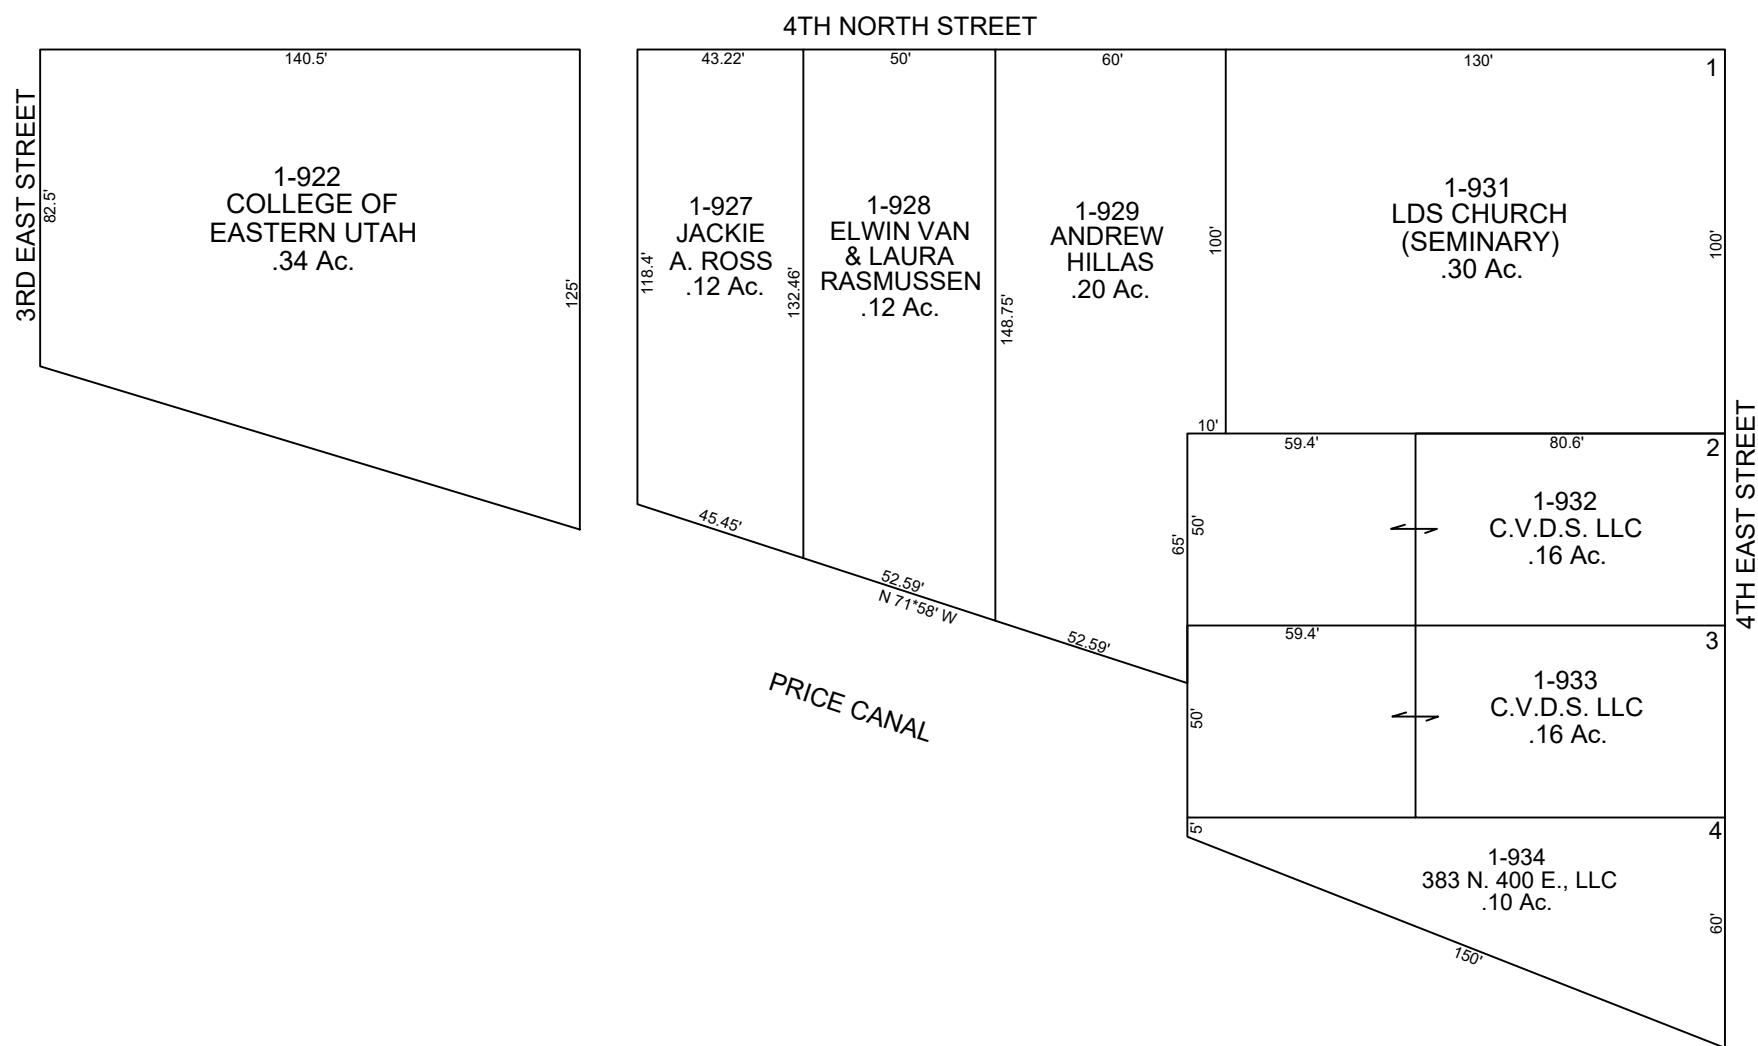 4TH NORTH STREET
140.5'
43.22'
50'
60'
130'
1
3RD EAST STREET
82.5'
1-922
COLLEGE OF
EASTERN UTAH
.34 Ac.
125'
118.4'
1-927
JACKIE
A. ROSS
.12 Ac.
132.46'
1-928
ELWIN VAN
& LAURA
RASMUSSEN
.12 Ac.
148.75'
1-929
ANDREW
HILLAS
.20 Ac.
100'
1-931
LDS CHURCH
(SEMINARY)
.30 Ac.
100'
10'
59.4'
80.6'
2
4TH EAST STREET
45.45'
52.59'
N 71*58' W
52.59'
65'
50'
1-932
C.V.D.S. LLC
.16 Ac.
59.4'
3
PRICE CANAL
50'
1-933
C.V.D.S. LLC
.16 Ac.
5'
4
1-934
383 N. 400 E., LLC
.10 Ac.
60'
150'